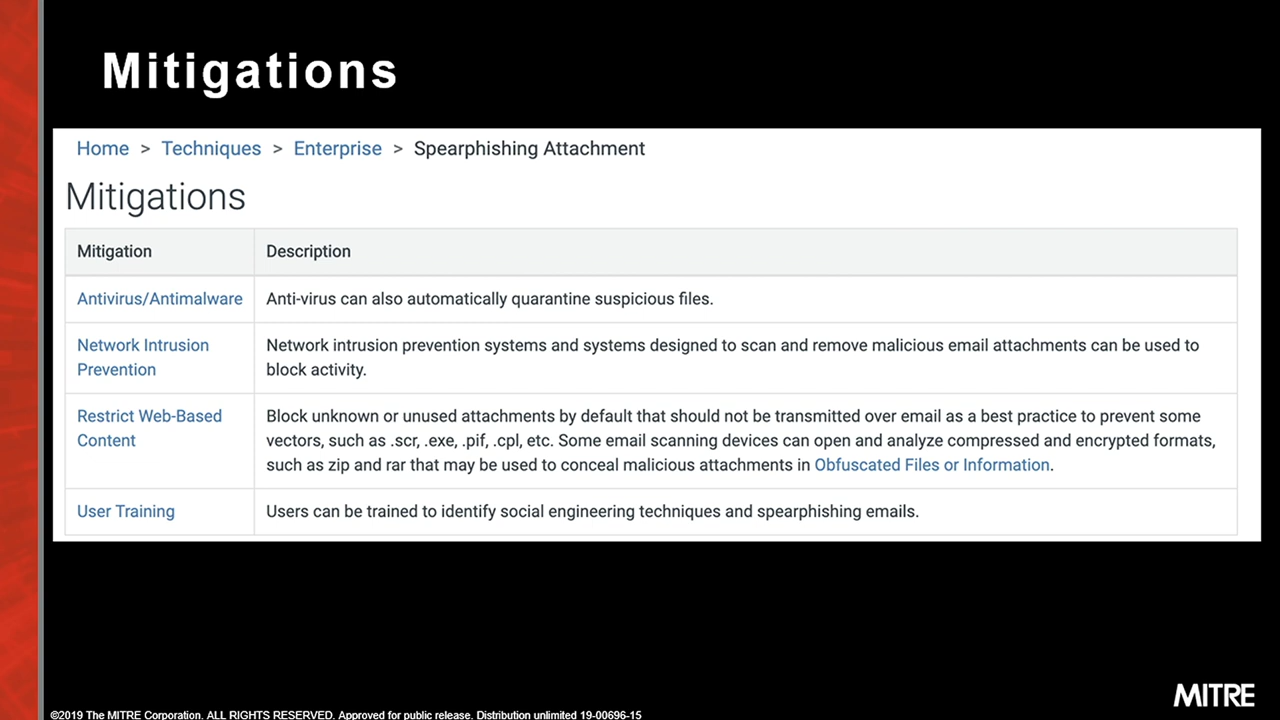 Mitigations
Home > Techniques > Enterprise > Spearphishing Attachment
Mitigations
Mitigation Description
Antivirus/Antimalware Anti-virus can also automatically quarantine suspicious files.
Network Intrusion Prevention Network intrusion prevention systems and systems designed to scan and remove malicious email attachments can be used to
block activity.
Restrict Web-Based Content Block unknown or unused attachments by default that should not be transmitted over email as a best practice to prevent some
vectors, such as .scr, .exe, .pif, .cpl, etc. Some email scanning devices can open and analyze compressed and encrypted formats,
such as zip and rar that may be used to conceal malicious attachments in Obfuscated Files or Information.
User Training Users can be trained to identify social engineering techniques and spearphishing emails.
MITRE
©2019 The MITRE Corporation. ALL RIGHTS RESERVED. Approved for public release. Distribution unlimited 19-00696-15